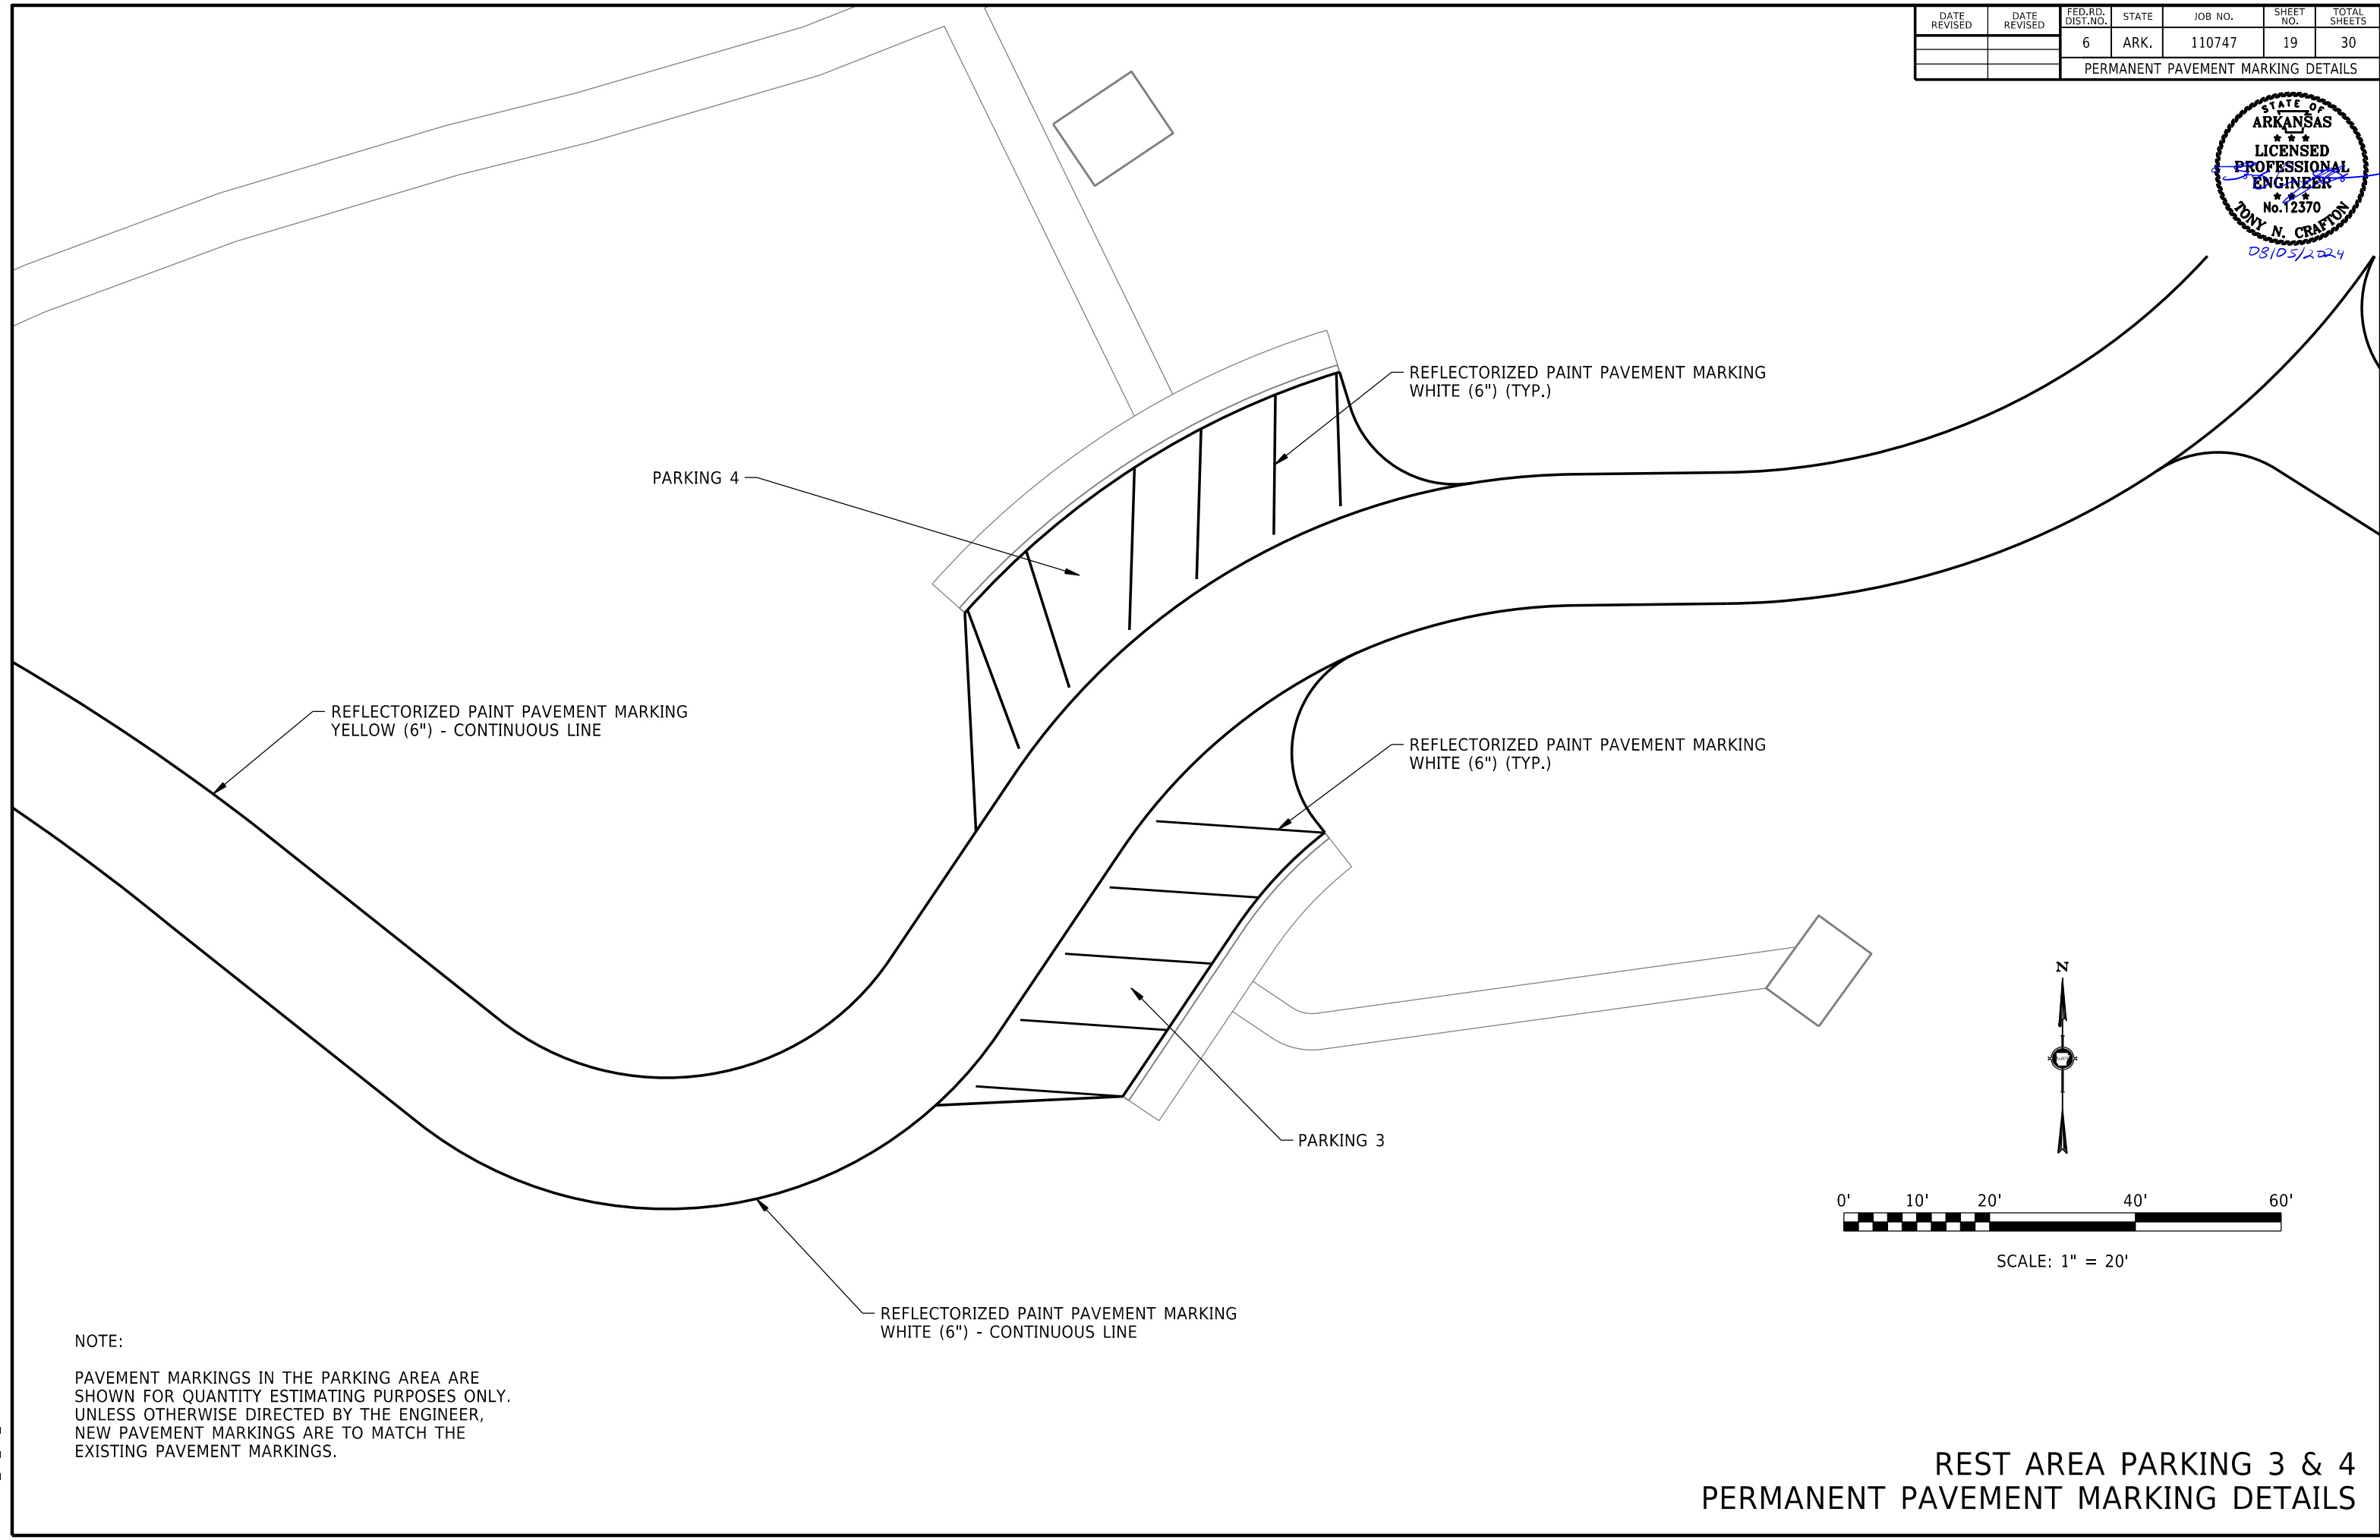 DATE REVISED
DATE REVISED
FED.RD. DIST.NO.
STATE
JOB NO.
SHEET NO.
TOTAL SHEETS
6
ARK.
110747
19
30
PERMANENT PAVEMENT MARKING DETAILS
STATE OF
ARKANSAS
LICENSED
PROFESSIONAL
ENGINEER
No.12370
TONY N. CRAFTON
08/05/2024
REFLECTORIZED PAINT PAVEMENT MARKING
WHITE (6") (TYP.)
PARKING 4
REFLECTORIZED PAINT PAVEMENT MARKING
YELLOW (6") - CONTINUOUS LINE
REFLECTORIZED PAINT PAVEMENT MARKING
WHITE (6") (TYP.)
N
PARKING 3
0' 10' 20' 40' 60'
SCALE: 1" = 20'
REFLECTORIZED PAINT PAVEMENT MARKING
WHITE (6") - CONTINUOUS LINE
NOTE:
PAVEMENT MARKINGS IN THE PARKING AREA ARE
SHOWN FOR QUANTITY ESTIMATING PURPOSES ONLY.
UNLESS OTHERWISE DIRECTED BY THE ENGINEER,
NEW PAVEMENT MARKINGS ARE TO MATCH THE
EXISTING PAVEMENT MARKINGS.
REST AREA PARKING 3 & 4
PERMANENT PAVEMENT MARKING DETAILS